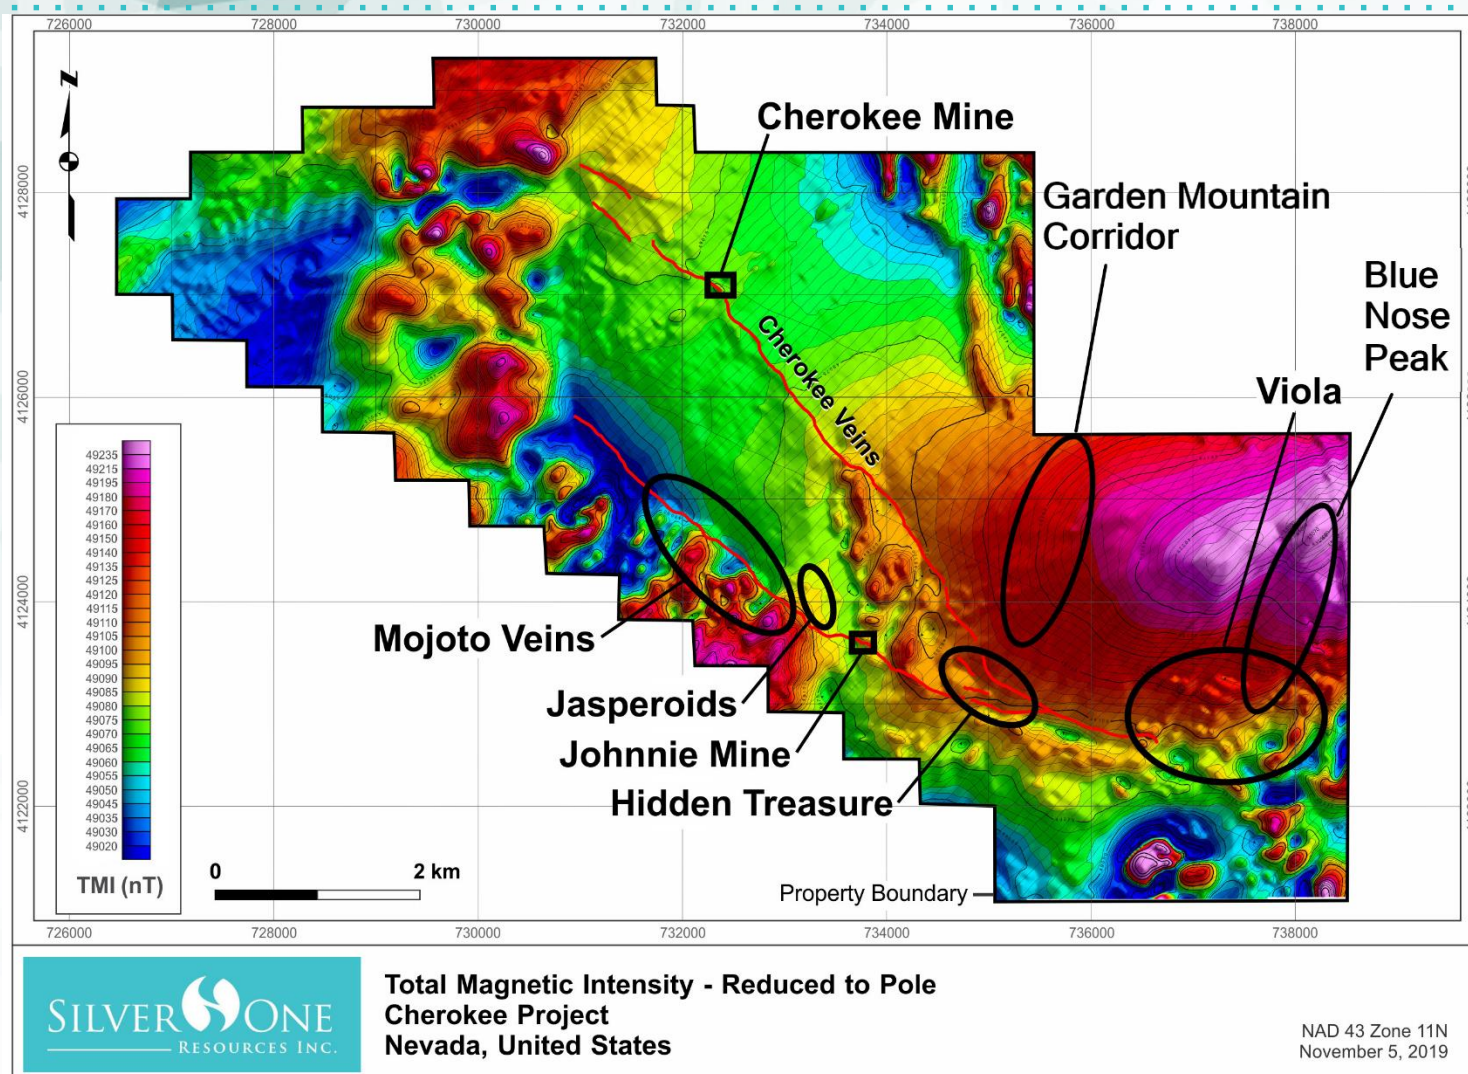 726000 728000 730000 732000 734000 736000 738000
Z
Cherokee Mine
Garden Mountain
Corridor
Blue
Nose
Peak
Viola
Cherokee Veins
4128000
4126000
4124000
4122000
Mojoto Veins
Jasperoids
Johnnie Mine
Hidden Treasure
Property Boundary
49235
49215
49195
49180
49170
49160
49150
49140
49135
49125
49120
49115
49110
49105
49100
49095
49090
49085
49080
49075
49070
49065
49060
49055
49050
49045
49035
49030
49020
TMI (nT)
0 2 km
726000 728000 730000 732000 734000 736000 738000
SILVER ONE
RESOURCES INC.
Total Magnetic Intensity - Reduced to Pole
Cherokee Project
Nevada, United States
NAD 43 Zone 11N
November 5, 2019